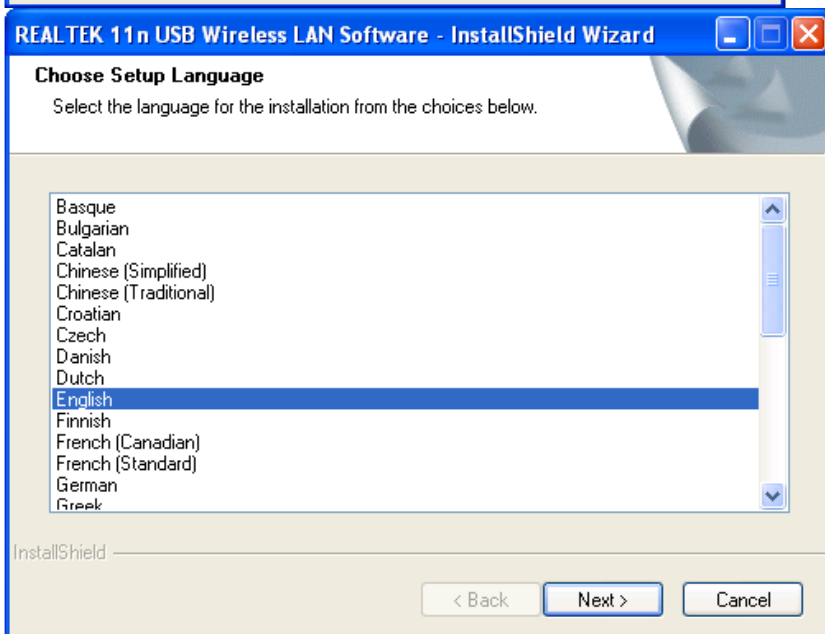 REALTEK 11n USB Wireless LAN Software - InstallShield Wizard
Choose Setup Language
Select the language for the installation from the choices below.
Basque
Bulgarian
Catalan
Chinese (Simplified)
Chinese (Traditional)
Croatian
Czech
Danish
Dutch
English
Finnish
French (Canadian)
French (Standard)
German
Greek
InstallShield
< Back Next > Cancel